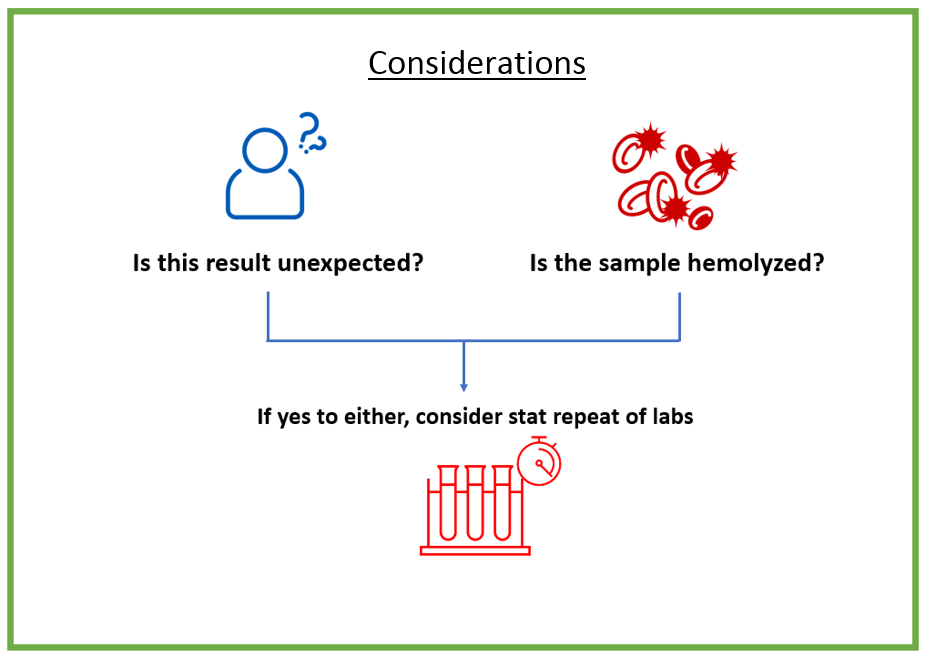 Considerations
Is this result unexpected?
Is the sample hemolyzed?
If yes to either, consider stat repeat of labs